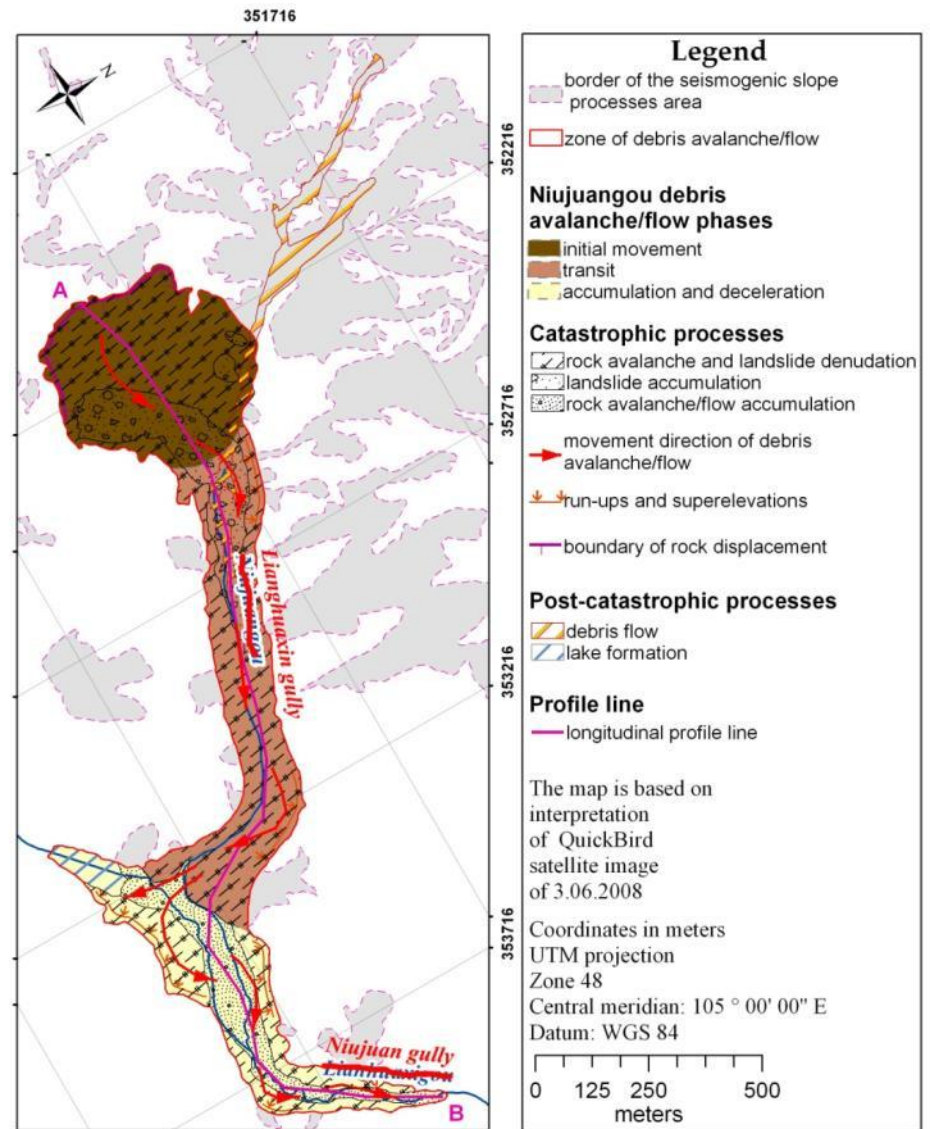 351716
N
352216
A
352716
Lianghuaxin gully
353216
353716
Niujuan gully
B
Legend
border of the seismogenic slope
processes area
zone of debris avalanche/flow
Niujuangou debris
avalanche/flow phases
initial movement
transit
accumulation and deceleration
Catastrophic processes
rock avalanche and landslide denudation
landslide accumulation
rock avalanche/flow accumulation
movement direction of debris
avalanche/flow
run-ups and superelevations
boundary of rock displacement
Post-catastrophic processes
debris flow
lake formation
Profile line
longitudinal profile line
The map is based on
interpretation
of QuickBird
satellite image
of 3.06.2008
Coordinates in meters
UTM projection
Zone 48
Central meridian: 105 ° 00' 00" E
Datum: WGS 84
0 125 250 500
meters